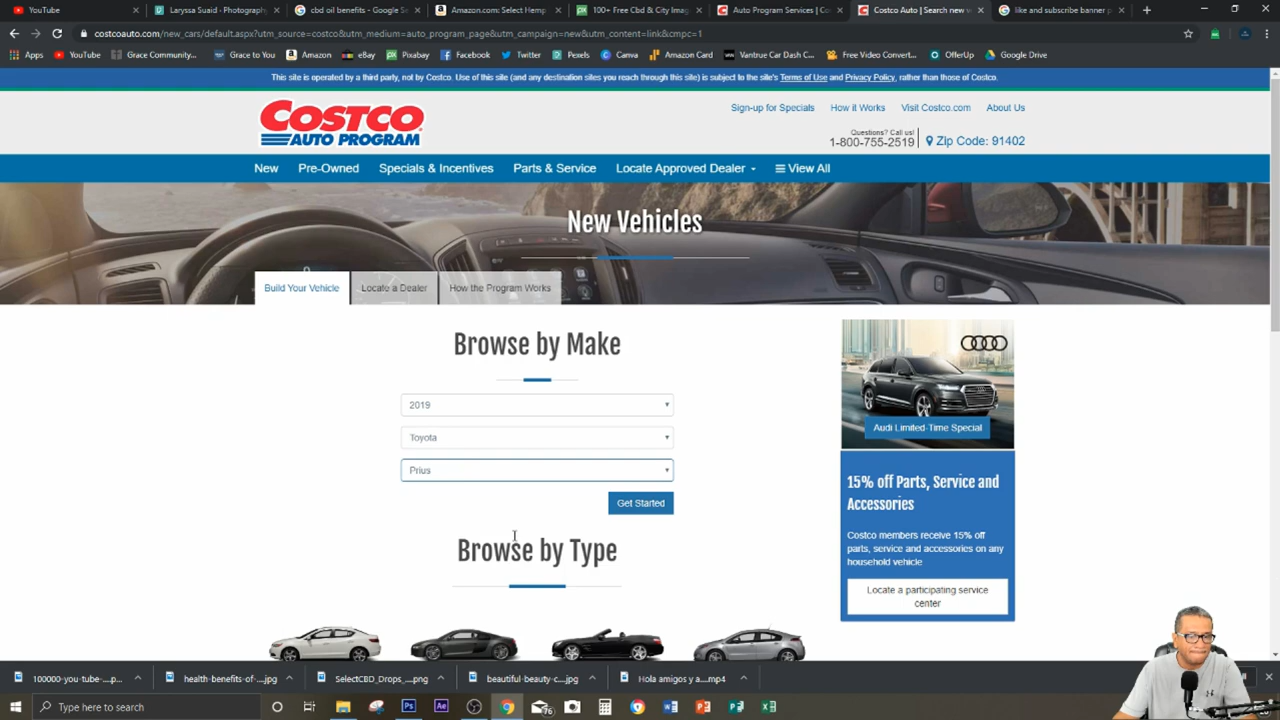 YouTube
Laryssa Suaid - Photograph
cbd oil benefits - Google S
Amazon.com: Select Hemp
100+ Free Cbd & City Imag
Auto Program Services | C
Costco Auto | Search new v
like and subscribe banner p
costcoauto.com/new_cars/default.aspx?utm_source=costco&utm_medium=auto_program_page&utm_campaign=new&utm_content=link&cmpc=1
Apps YouTube Grace Community... Grace to You Amazon eBay Pixabay Facebook Twitter Pexels Canva Amazon Card Vantrue Car Dash C... Free Video Convert... OfferUp Google Drive
This site is operated by a third party, not by Costco. Use of this site (and any destination sites you reach through this site) is subject to the site's Terms of Use and Privacy Policy, rather than those of Costco.
COSTCO
AUTO PROGRAM
Sign-up for Specials How it Works Visit Costco.com About Us
Questions? Call us!
1-800-755-2519
Zip Code: 91402
New Pre-Owned Specials & Incentives Parts & Service Locate Approved Dealer View All
New Vehicles
Build Your Vehicle Locate a Dealer How the Program Works
Browse by Make
2019
Toyota
Prius
Get Started
Browse by Type
Audi Limited-Time Special
15% off Parts, Service and
Accessories
Costco members receive 15% off
parts, service and accessories on any
household vehicle
Locate a participating service
center
100000-you-tube-....p...
health-benefits-of-....jpg
SelectCBD_Drops_....png
beautiful-beauty-c....jpg
Hola amigos y a....mp4
Type here to search
Ps
Ae
76